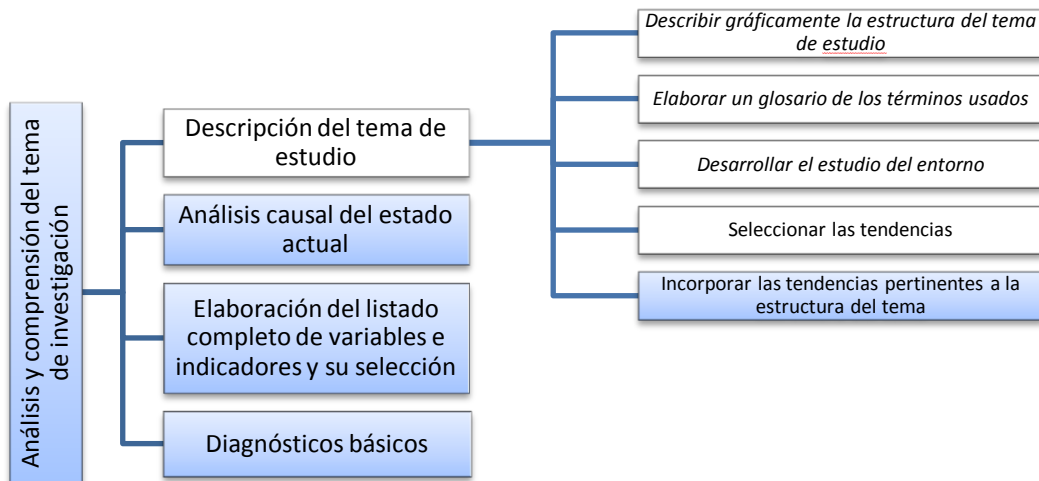 Análisis y comprensión del tema
de investigación
Descripción del tema de
estudio
Análisis causal del estado
actual
Elaboración del listado
completo de variables e
indicadores y su selección
Diagnósticos básicos
Describir gráficamente la estructura del tema
de estudio
Elaborar un glosario de los términos usados
Desarrollar el estudio del entorno
Seleccionar las tendencias
Incorporar las tendencias pertinentes a la
estructura del tema